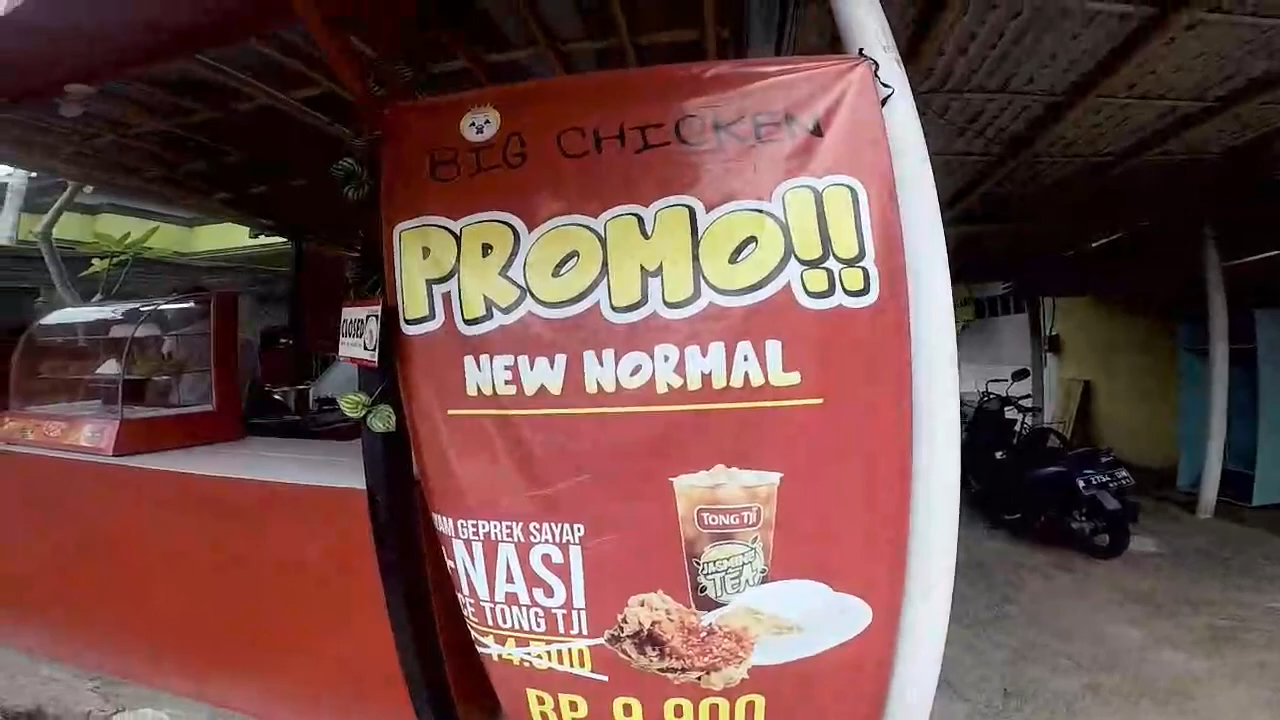 BIG CHICKEN
PROMO!!
NEW NORMAL
CLOSED
TONG TJI
JASMINE
TEA
GEPREK SAYAP
+NASI
TONG TJI
14.500
RP 9.900